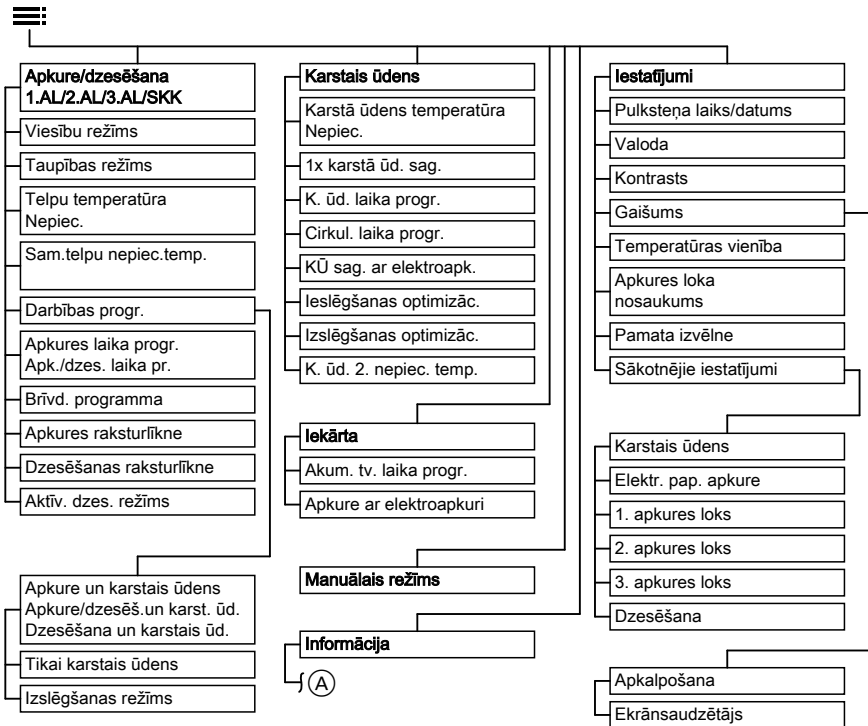 Apkure/dzesēšana
1.AL/2.AL/3.AL/SKK
Viesību režīms
Taupības režīms
Telpu temperatūra
Nepiec.
Sam.telpu nepiec.temp.
Darbības progr.
Apkures laika progr.
Apk./dzes. laika pr.
Brīvd. programma
Apkures raksturlīkne
Dzesēšanas raksturlīkne
Aktīv. dzes. režīms
Apkure un karstais ūdens
Apkure/dzesēš.un karst. ūd.
Dzesēšana un karstais ūd.
Tikai karstais ūdens
Izslēgšanas režīms
Karstais ūdens
Karstā ūdens temperatūra
Nepiec.
1x karstā ūd. sag.
K. ūd. laika progr.
Cirkul. laika progr.
KŪ sag. ar elektroapk.
Ieslēgšanas optimizāc.
Izslēgšanas optimizāc.
K. ūd. 2. nepiec. temp.
Iekārta
Akum. tv. laika progr.
Apkure ar elektroapkuri
Manuālais režīms
Informācija
A
Iestatījumi
Pulksteņa laiks/datums
Valoda
Kontrasts
Gaišums
Temperatūras vienība
Apkures loka
nosaukums
Pamata izvēlne
Sākotnējie iestatījumi
Karstais ūdens
Elektr. pap. apkure
1. apkures loks
2. apkures loks
3. apkures loks
Dzesēšana
Apkalpošana
Ekrānsaudzētājs